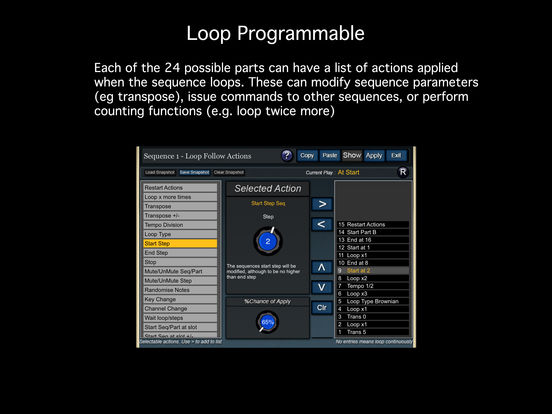 Loop Programmable
Each of the 24 possible parts can have a list of actions applied
when the sequence loops. These can modify sequence parameters
(eg transpose), issue commands to other sequences, or perform
counting functions (e.g. loop twice more)
Sequence 1 - Loop Follow Actions
? Copy Paste Show Apply Exit
Load Snapshot Save Snapshot Clear Snapshot Current Play At Start R
Restart Actions
Loop x more times
Transpose
Transpose +/-
Tempo Division
Loop Type
Start Step
End Step
Stop
Mute/UnMute Seq/Part
Mute/UnMute Step
Randomise Notes
Key Change
Channel Change
Wait loop/steps
Start Seq/Part at slot
Start Seq at slot +/-
Selectable actions. Use > to add to list
Selected Action
Start Step Seq
Step
2
The sequences start step will be
modified, although to be no higher
than end step
%Chance of Apply
65%
>
<
Λ
V
Clr
15 Restart Actions
14 Start Part B
13 End at 16
12 Start at 1
11 Loop x1
10 End at 8
9 Start at 2
8 Loop x2
7 Tempo 1/2
6 Loop x3
5 Loop Type Brownian
4 Loop x1
3 Trans 0
2 Loop x1
1 Trans 5
No entries means loop continuously